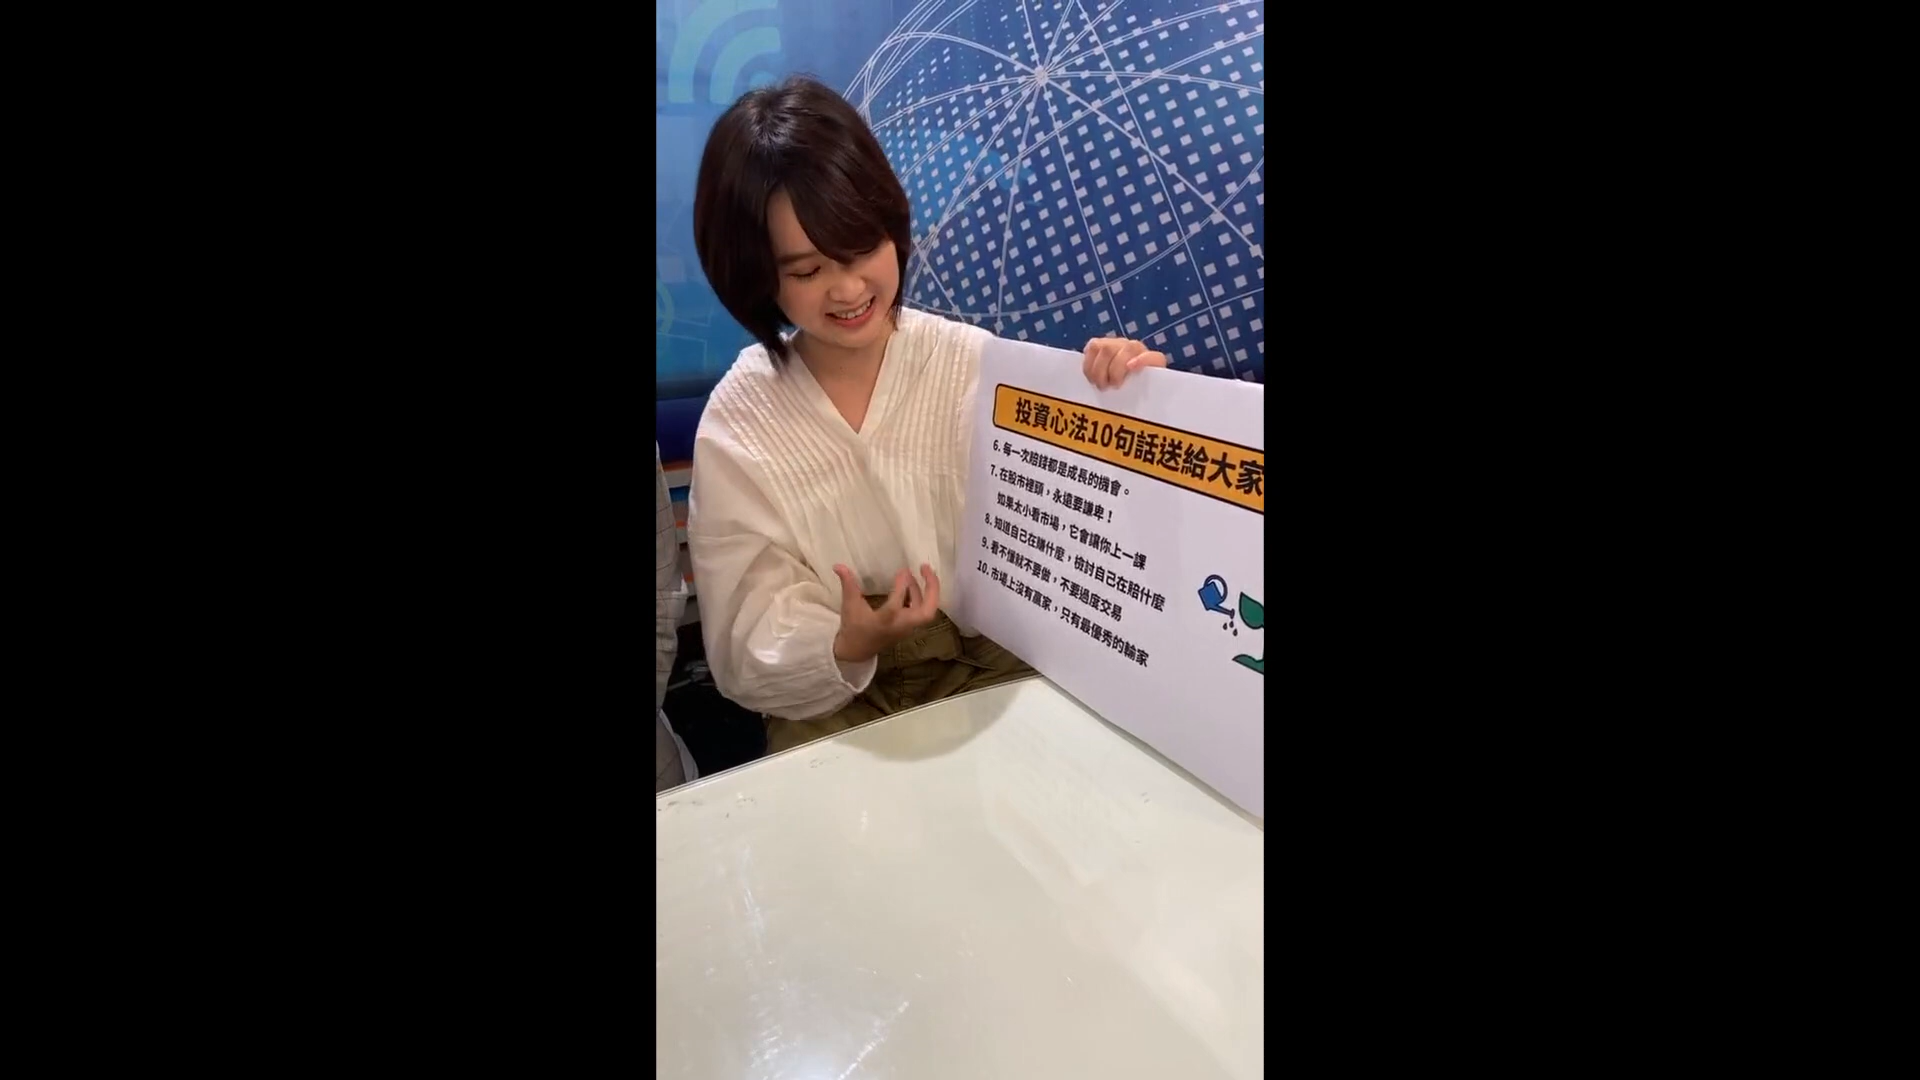 投資心法10句話送給大家
6. 每一次賠錢都是成長的機會。
7. 在股市裡頭，永遠要謙卑！
如果太小看市場，它會讓你上一課
8. 知道自己在賺什麼，檢討自己在賠什麼
9. 看不懂就不要做，不要過度交易
10. 市場上沒有贏家，只有最優秀的輸家